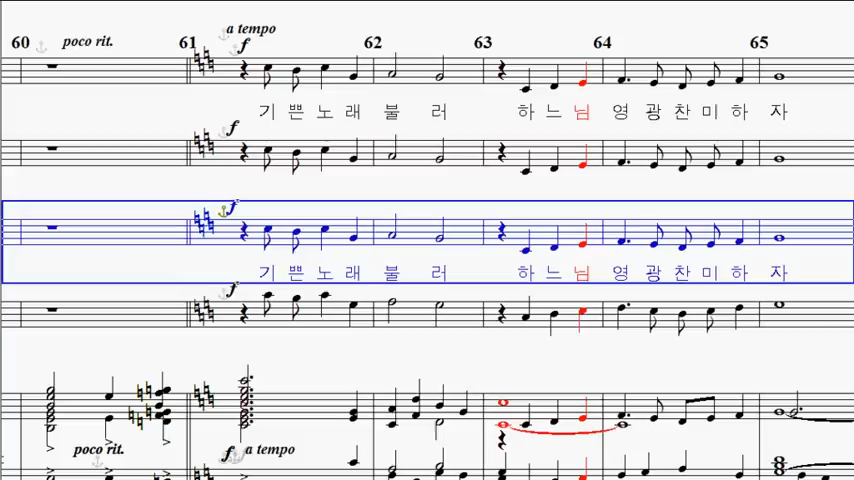 a tempo
60 poco rit. 61 f 62 63 64 65
기 쁜 노 래 불 러 하 느 님 영 광 찬 미 하 자
f
f
기 쁜 노 래 불 러 하 느 님 영 광 찬 미 하 자
f
poco rit. f a tempo